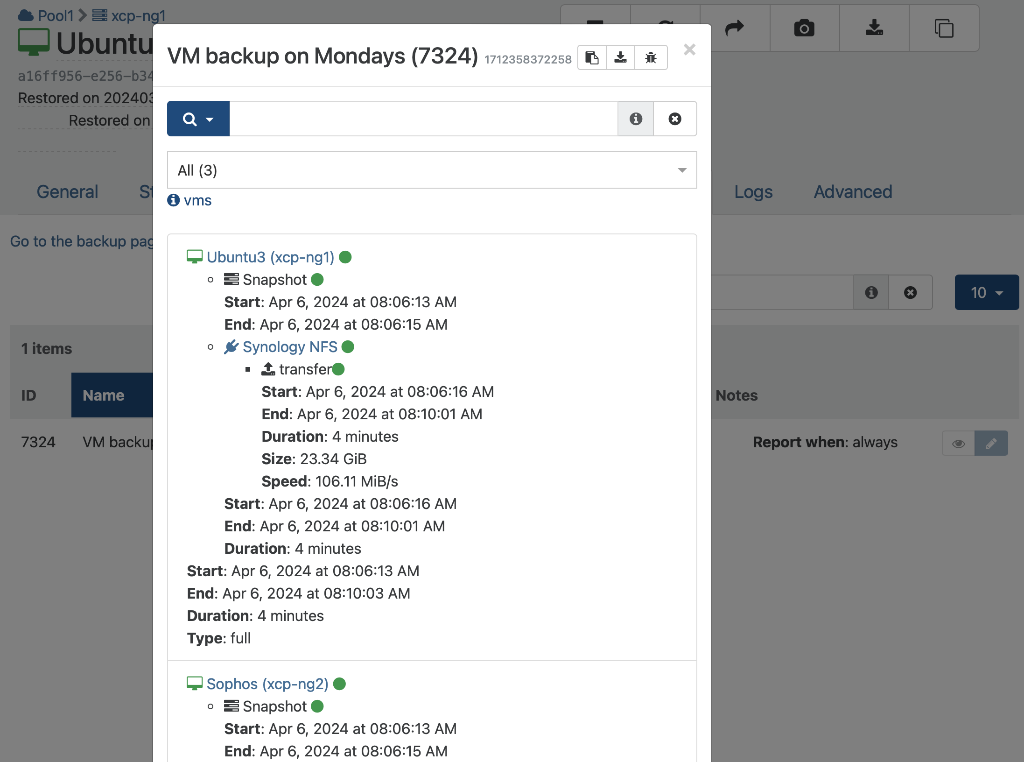 Pool1 xcp-ng1
Ubuntu
a16ff956-e256-b34
Restored on 202403
Restored on
General
Logs
Advanced
Go to the backup pag
10
1 items
ID
Name
Notes
7324
VM backup
Report when: always
VM backup on Mondays (7324) 1712358372258
All (3)
vms
Ubuntu3 (xcp-ng1)
Snapshot
Start: Apr 6, 2024 at 08:06:13 AM
End: Apr 6, 2024 at 08:06:15 AM
Synology NFS
transfer
Start: Apr 6, 2024 at 08:06:16 AM
End: Apr 6, 2024 at 08:10:01 AM
Duration: 4 minutes
Size: 23.34 GiB
Speed: 106.11 MiB/s
Start: Apr 6, 2024 at 08:06:16 AM
End: Apr 6, 2024 at 08:10:01 AM
Duration: 4 minutes
Start: Apr 6, 2024 at 08:06:13 AM
End: Apr 6, 2024 at 08:10:03 AM
Duration: 4 minutes
Type: full
Sophos (xcp-ng2)
Snapshot
Start: Apr 6, 2024 at 08:06:13 AM
End: Apr 6, 2024 at 08:06:15 AM